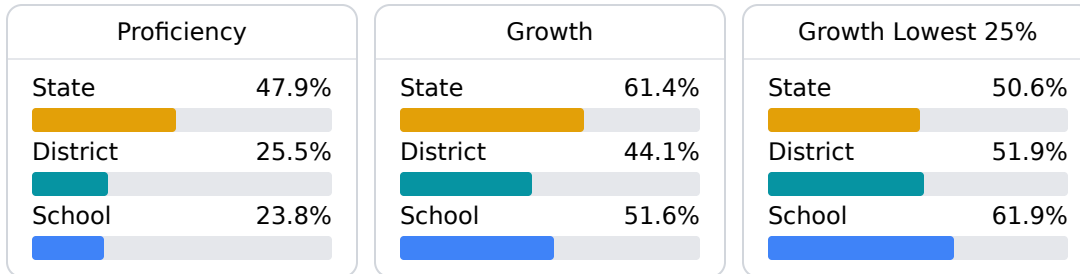 Proficiency
State 47.9%
District 25.5%
School 23.8%
Growth
State 61.4%
District 44.1%
School 51.6%
Growth Lowest 25%
State 50.6%
District 51.9%
School 61.9%